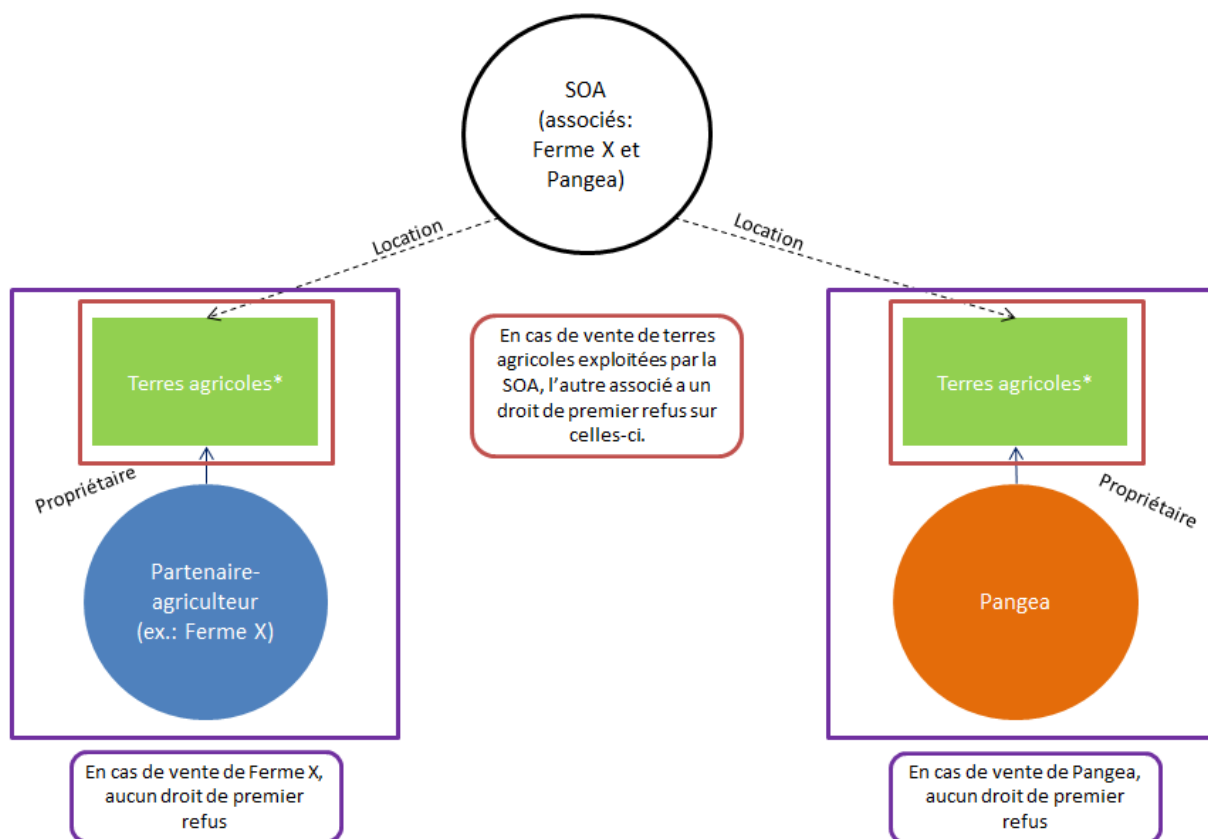 SOA
(associés:
Ferme X et
Pangea)
Location
Location
Terres agricoles*
En cas de vente de terres
agricoles exploitées par la
SOA, l’autre associé a un
droit de premier refus sur
celles-ci.
Terres agricoles*
Propriétaire
Propriétaire
Partenaire-
agriculteur
(ex.: Ferme X)
Pangea
En cas de vente de Ferme X,
aucun droit de premier
refus
En cas de vente de Pangea,
aucun droit de premier
refus